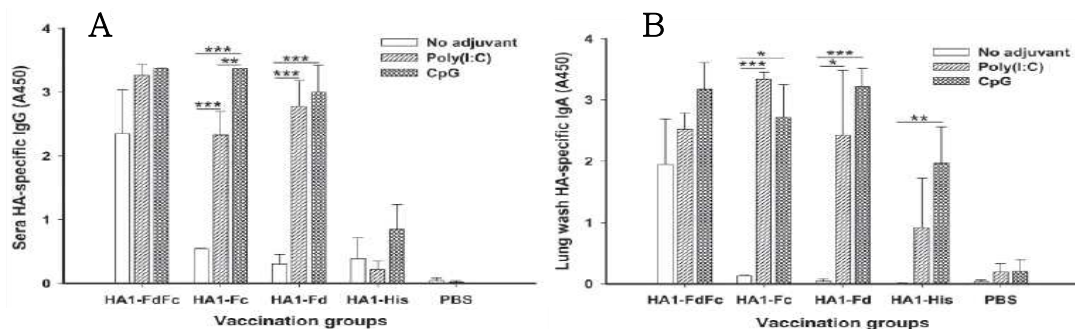 A
Sera HA-specific IgG (A450)
4
3
2
1
0
No adjuvant
Poly(I:C)
CpG
***
**
***
***
***
HA1-FdFc
HA1-Fc
HA1-Fd
HA1-His
PBS
Vaccination groups
B
Lung wash HA-specific IgA (A450)
4
3
2
1
0
No adjuvant
Poly(I:C)
CpG
*
***
***
*
**
HA1-FdFc
HA1-Fc
HA1-Fd
HA1-His
PBS
Vaccination groups